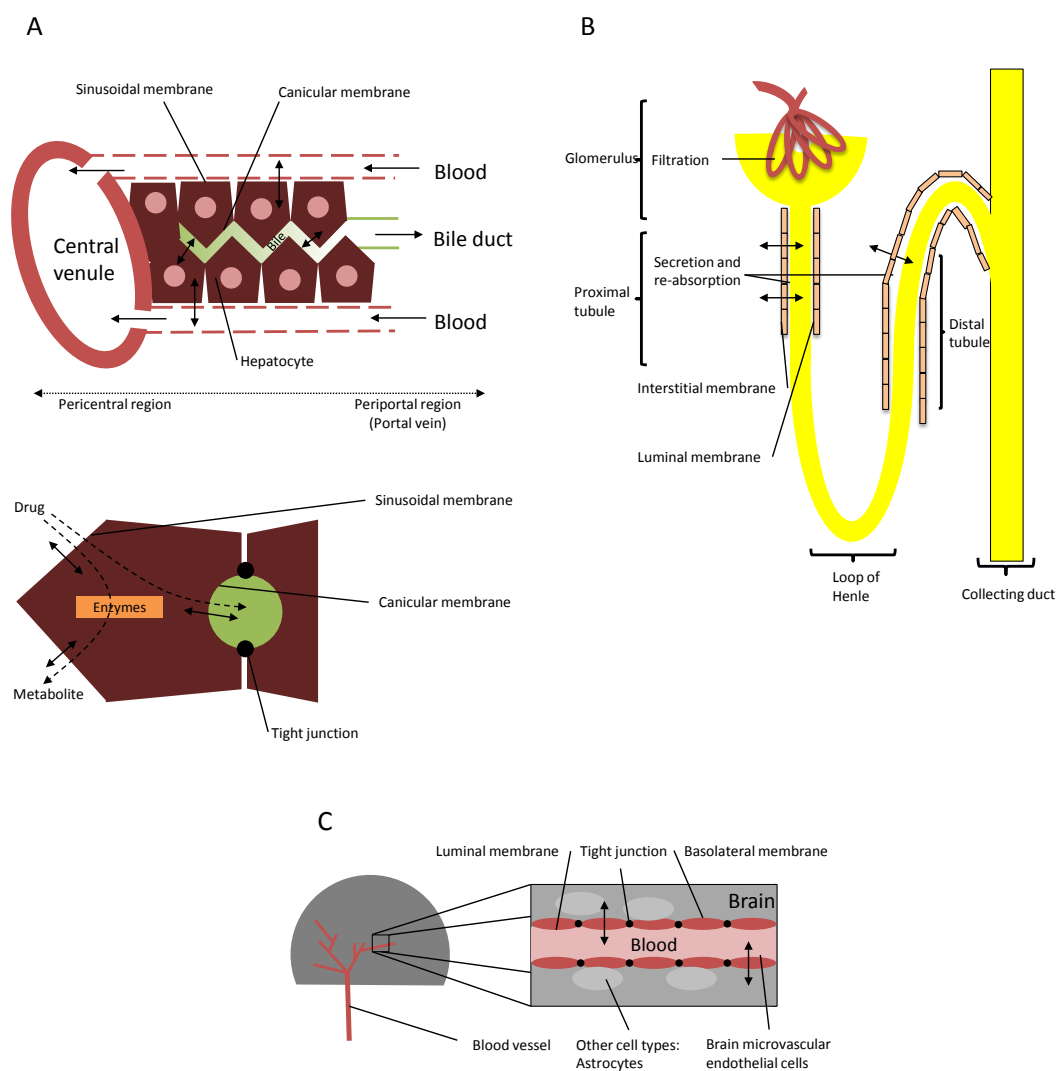 A
Sinusoidal membrane
Canicular membrane
Blood
Central
venule
Bile
Bile duct
Blood
Hepatocyte
Pericentral region
Periportal region
(Portal vein)
Drug
Sinusoidal membrane
Enzymes
Canicular membrane
Metabolite
Tight junction
B
Glomerulus
Filtration
Proximal
tubule
Secretion and
re-absorption
Distal
tubule
Interstitial membrane
Luminal membrane
Loop of
Henle
Collecting duct
C
Luminal membrane
Tight junction
Basolateral membrane
Brain
Blood
Blood vessel
Other cell types:
Astrocytes
Brain microvascular
endothelial cells